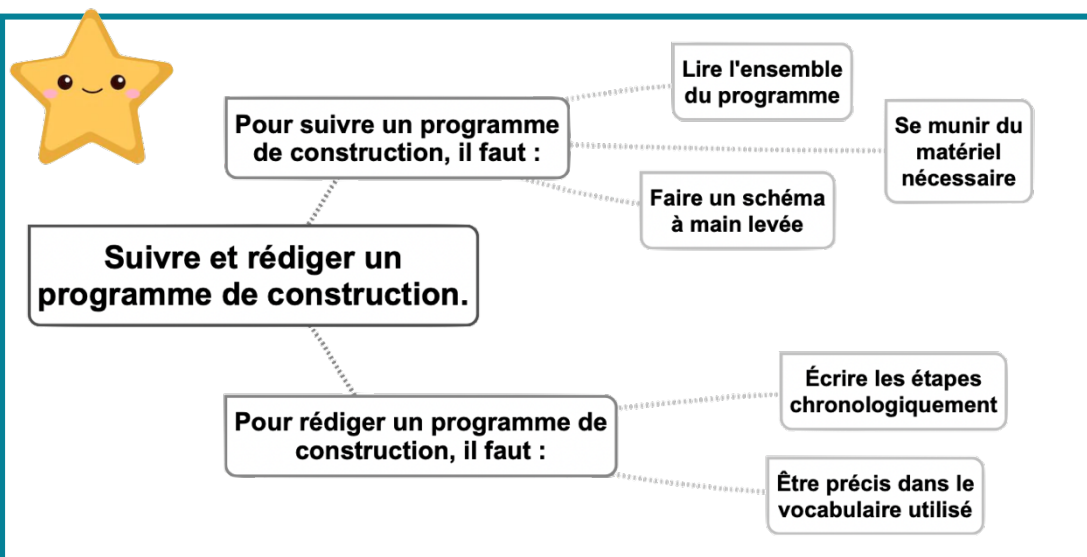 Pour suivre un programme
de construction, il faut :
Lire l'ensemble
du programme
Se munir du
matériel
nécessaire
Faire un schéma
à main levée
Suivre et rédiger un
programme de construction.
Pour rédiger un programme de
construction, il faut :
Écrire les étapes
chronologiquement
Être précis dans le
vocabulaire utilisé